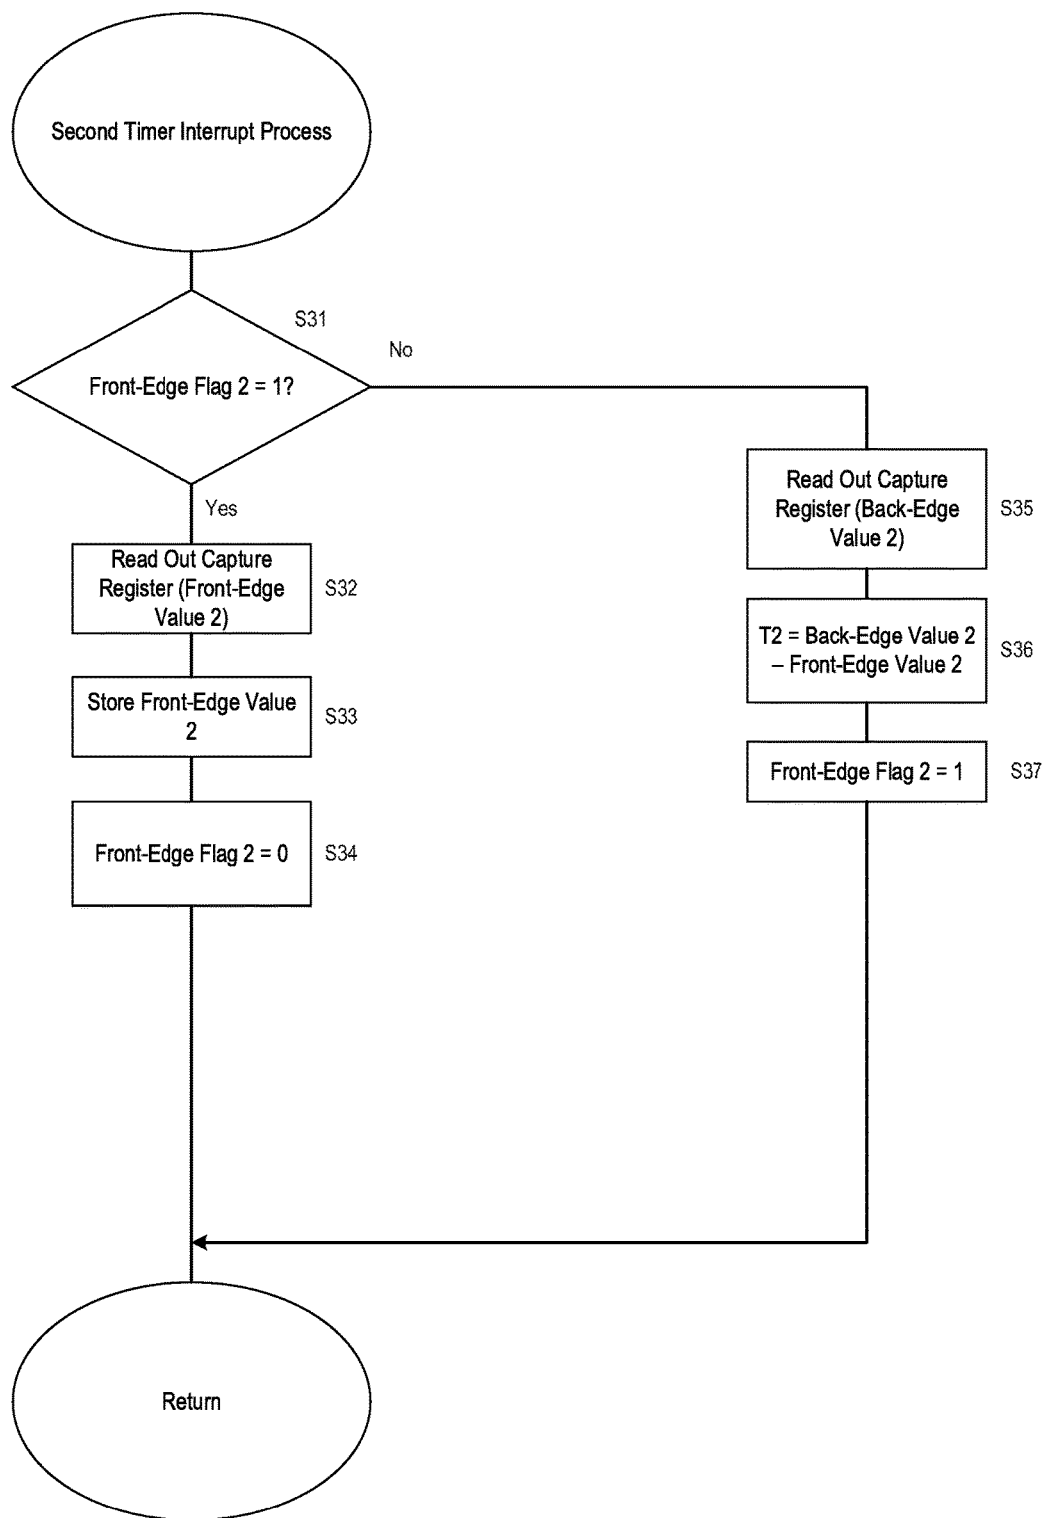 Second Timer Interrupt Process
S31
No
Front-Edge Flag 2 = 1?
Yes
Read Out Capture
Register (Front-Edge
Value 2)
S32
Store Front-Edge Value
2
S33
Front-Edge Flag 2 = 0
S34
Read Out Capture
Register (Back-Edge
Value 2)
S35
T2 = Back-Edge Value 2
– Front-Edge Value 2
S36
Front-Edge Flag 2 = 1
S37
Return